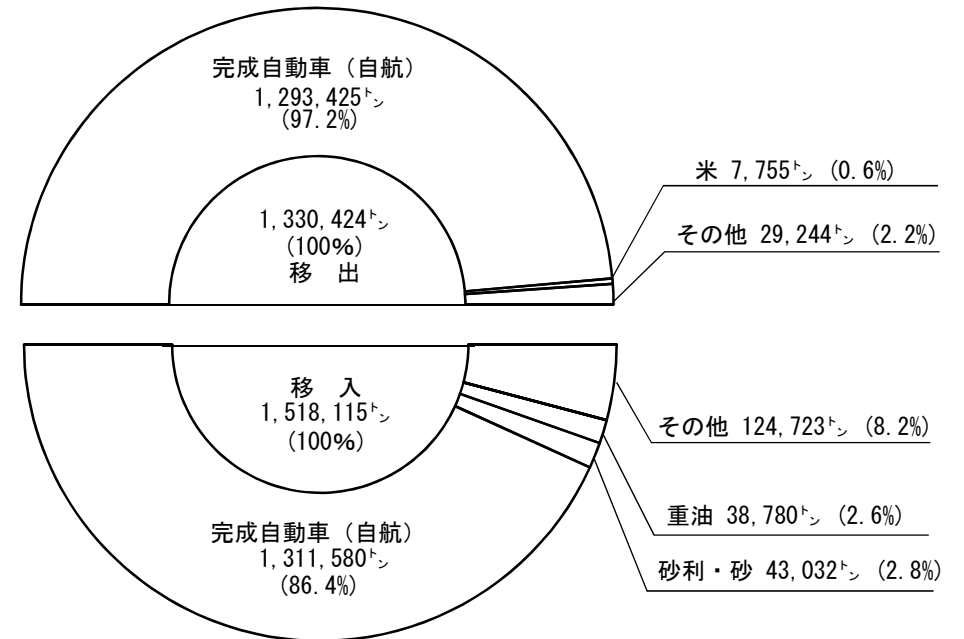 完成自動車（自航）
1,293,425㌧
(97.2%)
米 7,755㌧ (0.6%)
1,330,424㌧
(100%)
移　出
その他 29,244㌧ (2.2%)
移　入
1,518,115㌧
(100%)
その他 124,723㌧ (8.2%)
重油 38,780㌧ (2.6%)
完成自動車（自航）
1,311,580㌧
(86.4%)
砂利・砂 43,032㌧ (2.8%)